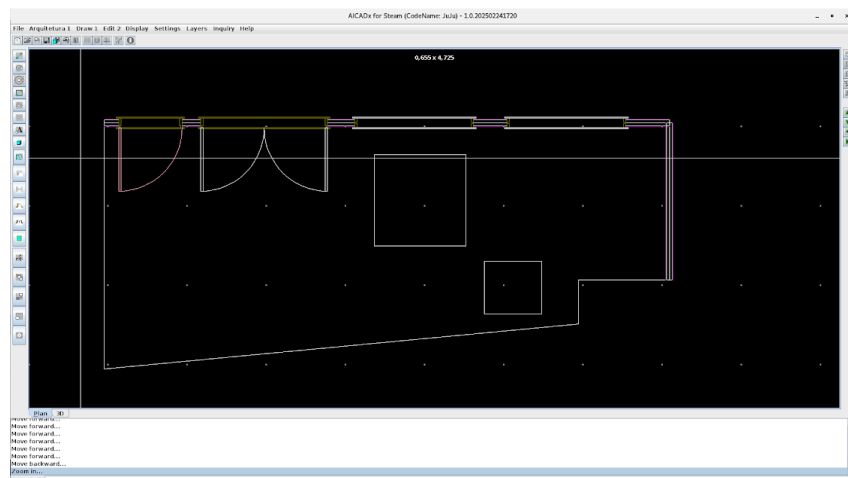 AICADx for Steam (CodeName: JuJu) - 1.0.202502241720
File Arquitetura 1 Draw 1 Edit 2 Display Settings Layers Inquiry Help
0,655 x 4,725
Plan 3D
Move forward...
Move forward...
Move forward...
Move forward...
Move forward...
Move forward...
Move backward...
Zoom in...